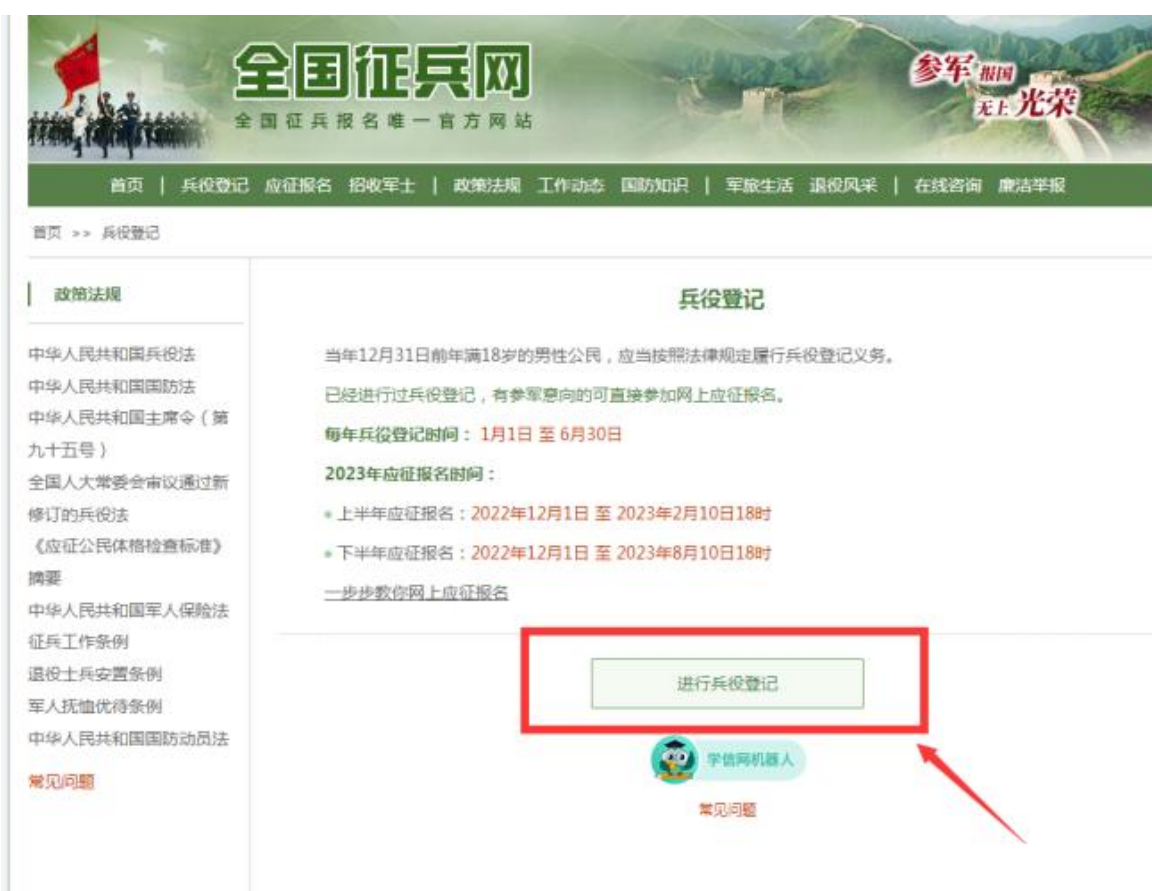 全国征兵网
全国征兵报名唯一官方网站
参军 报国
无上 光荣
首页 | 兵役登记 应征报名 招收军士 | 政策法规 工作动态 国防知识 | 军旅生活 退役风采 | 在线咨询 廉洁举报
首页 >> 兵役登记
政策法规
中华人民共和国兵役法
中华人民共和国国防法
中华人民共和国主席令（第
九十五号）
全国人大常委会审议通过新
修订的兵役法
《应征公民体格检查标准》
摘要
中华人民共和国军人保险法
征兵工作条例
退役士兵安置条例
军人抚恤优待条例
中华人民共和国国防动员法
常见问题
兵役登记
当年12月31日前年满18岁的男性公民，应当按照法律规定履行兵役登记义务。
已经进行过兵役登记，有参军意向的可直接参加网上应征报名。
每年兵役登记时间：1月1日 至 6月30日
2023年应征报名时间：
上半年应征报名：2022年12月1日 至 2023年2月10日18时
下半年应征报名：2022年12月1日 至 2023年8月10日18时
一步步教你网上应征报名
进行兵役登记
学信网机器人
常见问题